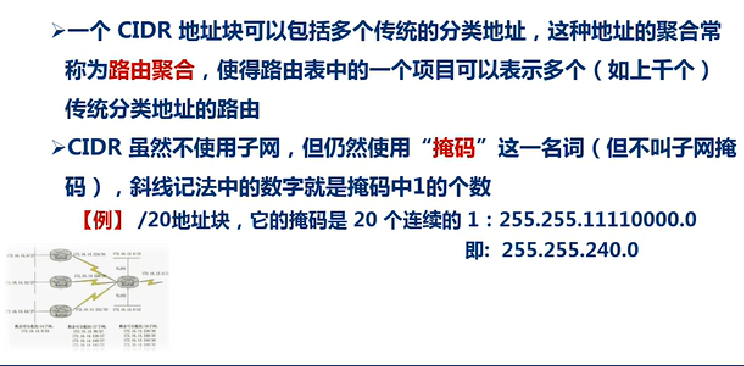 ➢一个 CIDR 地址块可以包括多个传统的分类地址，这种地址的聚合常
称为路由聚合，使得路由表中的一个项目可以表示多个（如上千个）
传统分类地址的路由
➢CIDR 虽然不使用子网，但仍然使用“掩码”这一名词（但不叫子网掩
码），斜线记法中的数字就是掩码中1的个数
【例】 /20地址块，它的掩码是 20 个连续的 1：255.255.11110000.0
即: 255.255.240.0